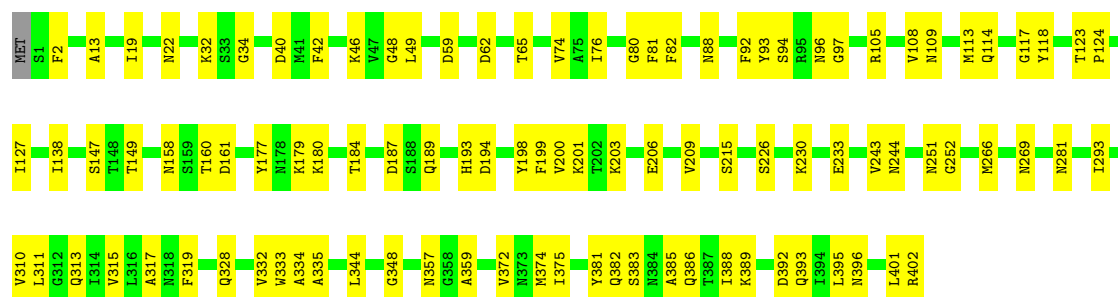 MET S1 F2 A13 I19 N22 K32 S33 G34 D40 M41 F42 K46 V47 G48 L49 D59 D62 T65 V74 A75 I76 G80 F81 F82 N88 F92 Y93 S94 R95 N96 G97 R105 V108 N109 M113 Q114 G117 Y118 T123 P124
I127 I138 S147 T148 T149 N158 S159 T160 D161 Y177 N178 K179 K180 T184 D187 S188 Q189 H193 D194 Y198 F199 V200 K201 T202 K203 E206 V209 S215 S226 K230 E233 V243 N244 N251 G252 M266 N269 N281 I293
V310 L311 G312 Q313 I314 V315 L316 A317 N318 F319 Q328 V332 W333 A334 A335 L344 G348 N357 G358 A359 V372 N373 M374 I375 Y381 Q382 S383 N384 A385 Q386 T387 I388 K389 D392 Q393 I394 L395 N396 L401 R402